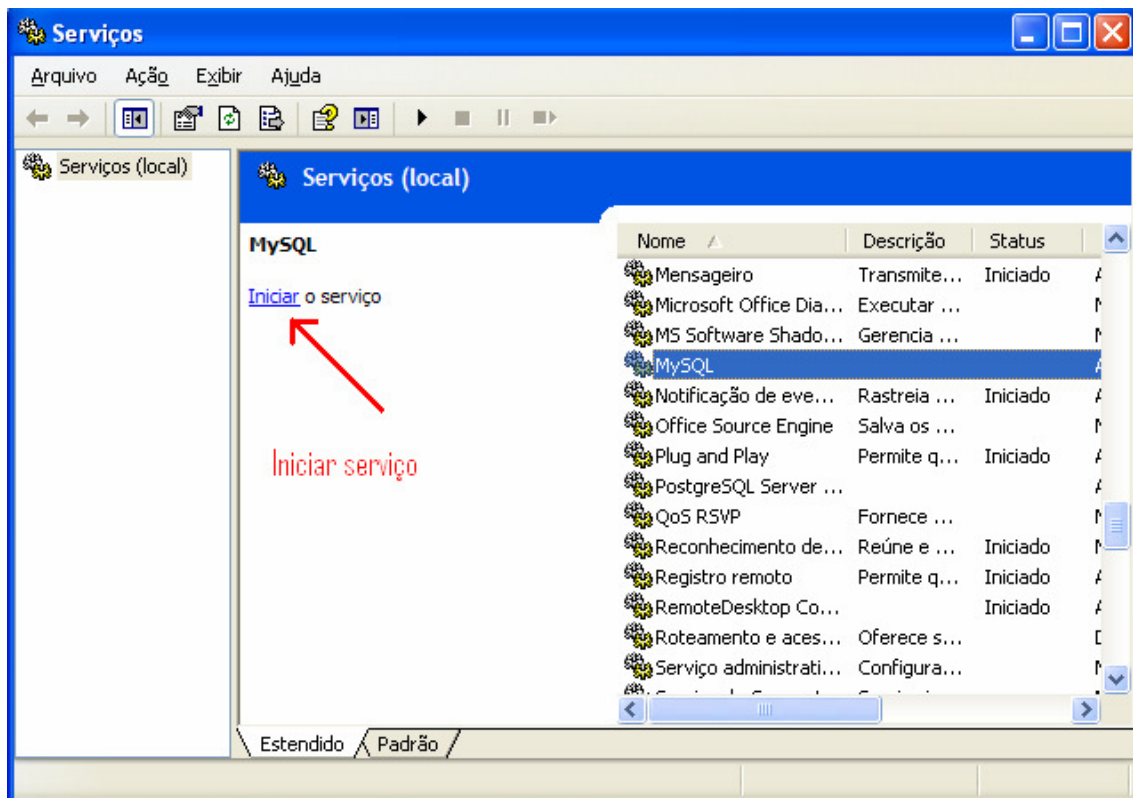 Serviços
Arquivo Ação Exibir Ajuda
Serviços (local)
Serviços (local)
MySQL
Iniciar o serviço
Iniciar serviço
Nome Descrição Status
Mensageiro Transmite... Iniciado
Microsoft Office Dia... Executar ...
MS Software Shado... Gerencia ...
MySQL
Notificação de eve... Rastreia ... Iniciado
Office Source Engine Salva os ...
Plug and Play Permite q... Iniciado
PostgreSQL Server ...
QoS RSVP Fornece ...
Reconhecimento de... Reúne e ... Iniciado
Registro remoto Permite q... Iniciado
RemoteDesktop Co... Iniciado
Roteamento e aces... Oferece s...
Serviço administrati... Configura...
Estendido Padrão